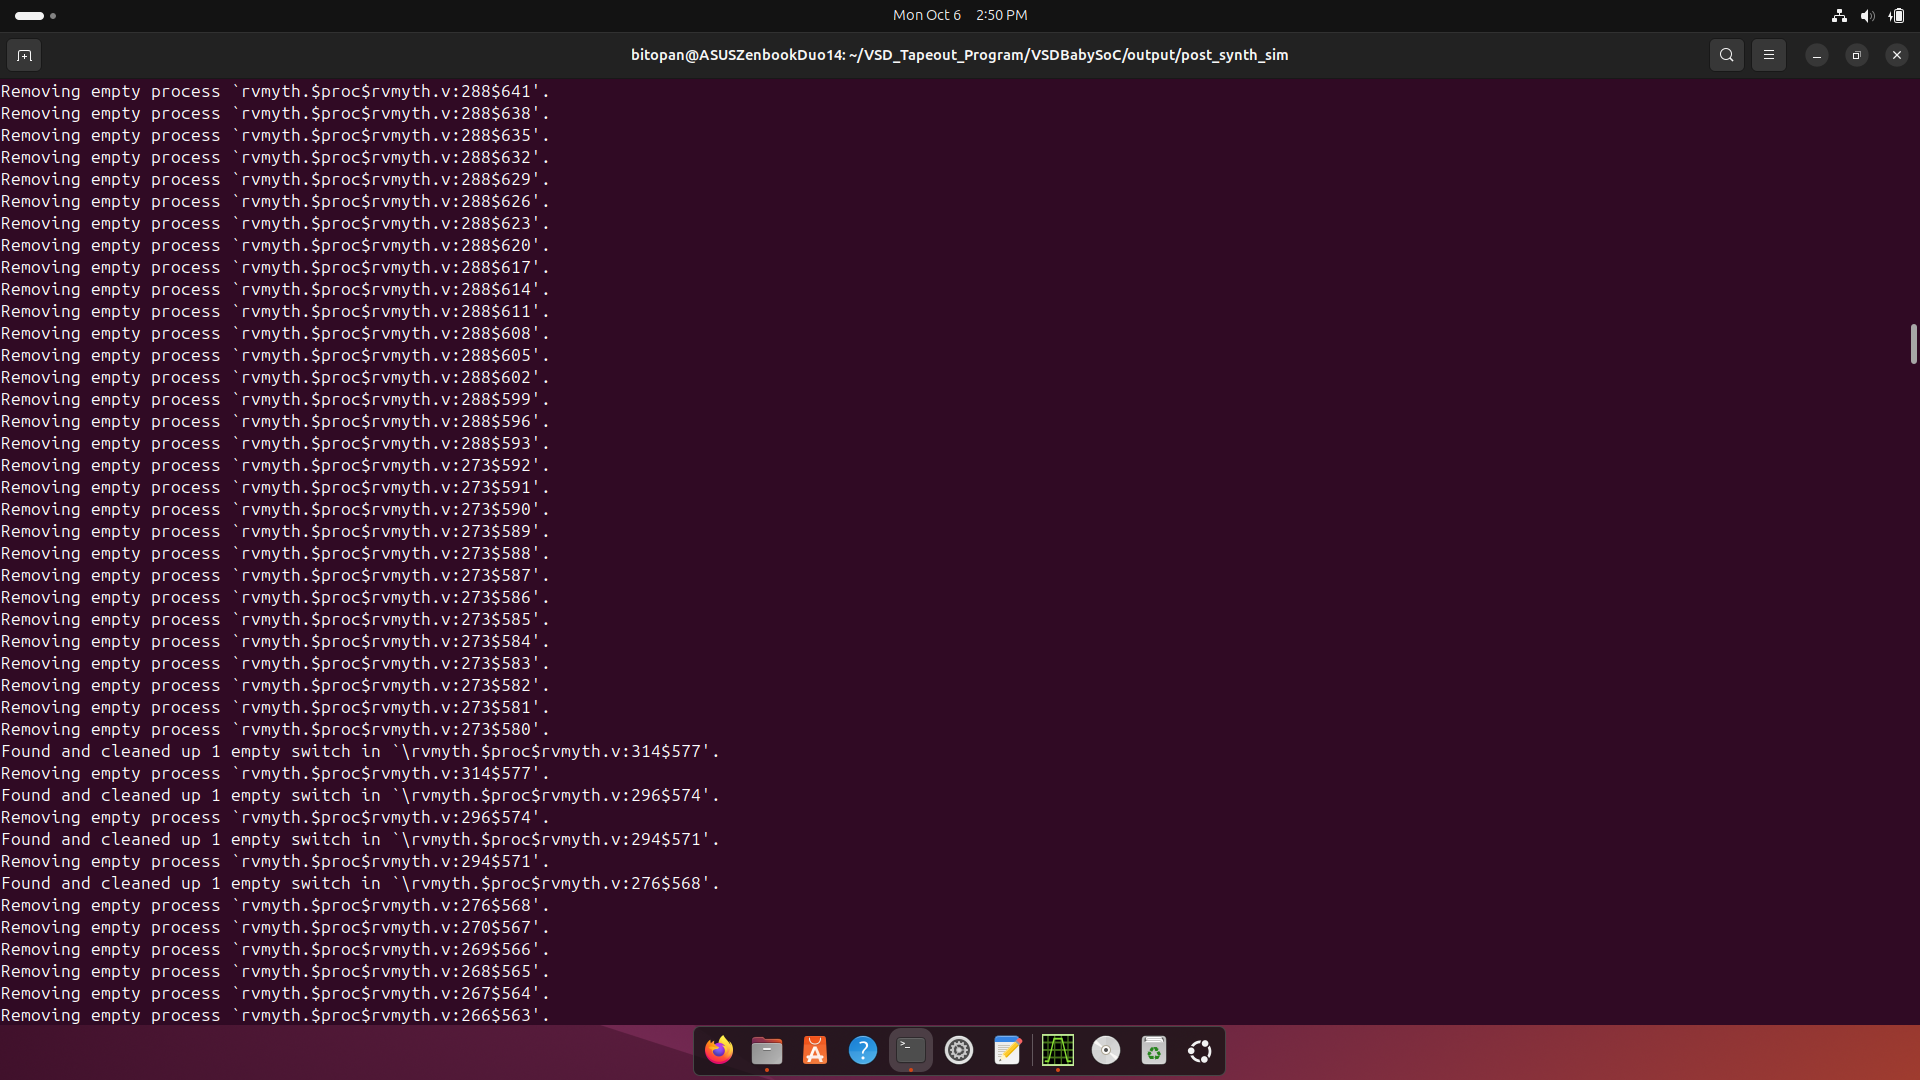 Mon Oct 6 2:50 PM
bitopan@ASUSZenbookDuo14: ~/VSD_Tapeout_Program/VSDBabySoC/output/post_synth_sim
Removing empty process `rvmyth.$proc$rvmyth.v:288$641'.
Removing empty process `rvmyth.$proc$rvmyth.v:288$638'.
Removing empty process `rvmyth.$proc$rvmyth.v:288$635'.
Removing empty process `rvmyth.$proc$rvmyth.v:288$632'.
Removing empty process `rvmyth.$proc$rvmyth.v:288$629'.
Removing empty process `rvmyth.$proc$rvmyth.v:288$626'.
Removing empty process `rvmyth.$proc$rvmyth.v:288$623'.
Removing empty process `rvmyth.$proc$rvmyth.v:288$620'.
Removing empty process `rvmyth.$proc$rvmyth.v:288$617'.
Removing empty process `rvmyth.$proc$rvmyth.v:288$614'.
Removing empty process `rvmyth.$proc$rvmyth.v:288$611'.
Removing empty process `rvmyth.$proc$rvmyth.v:288$608'.
Removing empty process `rvmyth.$proc$rvmyth.v:288$605'.
Removing empty process `rvmyth.$proc$rvmyth.v:288$602'.
Removing empty process `rvmyth.$proc$rvmyth.v:288$599'.
Removing empty process `rvmyth.$proc$rvmyth.v:288$596'.
Removing empty process `rvmyth.$proc$rvmyth.v:288$593'.
Removing empty process `rvmyth.$proc$rvmyth.v:273$592'.
Removing empty process `rvmyth.$proc$rvmyth.v:273$591'.
Removing empty process `rvmyth.$proc$rvmyth.v:273$590'.
Removing empty process `rvmyth.$proc$rvmyth.v:273$589'.
Removing empty process `rvmyth.$proc$rvmyth.v:273$588'.
Removing empty process `rvmyth.$proc$rvmyth.v:273$587'.
Removing empty process `rvmyth.$proc$rvmyth.v:273$586'.
Removing empty process `rvmyth.$proc$rvmyth.v:273$585'.
Removing empty process `rvmyth.$proc$rvmyth.v:273$584'.
Removing empty process `rvmyth.$proc$rvmyth.v:273$583'.
Removing empty process `rvmyth.$proc$rvmyth.v:273$582'.
Removing empty process `rvmyth.$proc$rvmyth.v:273$581'.
Removing empty process `rvmyth.$proc$rvmyth.v:273$580'.
Found and cleaned up 1 empty switch in `\rvmyth.$proc$rvmyth.v:314$577'.
Removing empty process `rvmyth.$proc$rvmyth.v:314$577'.
Found and cleaned up 1 empty switch in `\rvmyth.$proc$rvmyth.v:296$574'.
Removing empty process `rvmyth.$proc$rvmyth.v:296$574'.
Found and cleaned up 1 empty switch in `\rvmyth.$proc$rvmyth.v:294$571'.
Removing empty process `rvmyth.$proc$rvmyth.v:294$571'.
Found and cleaned up 1 empty switch in `\rvmyth.$proc$rvmyth.v:276$568'.
Removing empty process `rvmyth.$proc$rvmyth.v:276$568'.
Removing empty process `rvmyth.$proc$rvmyth.v:270$567'.
Removing empty process `rvmyth.$proc$rvmyth.v:269$566'.
Removing empty process `rvmyth.$proc$rvmyth.v:268$565'.
Removing empty process `rvmyth.$proc$rvmyth.v:267$564'.
Removing empty process `rvmyth.$proc$rvmyth.v:266$563'.